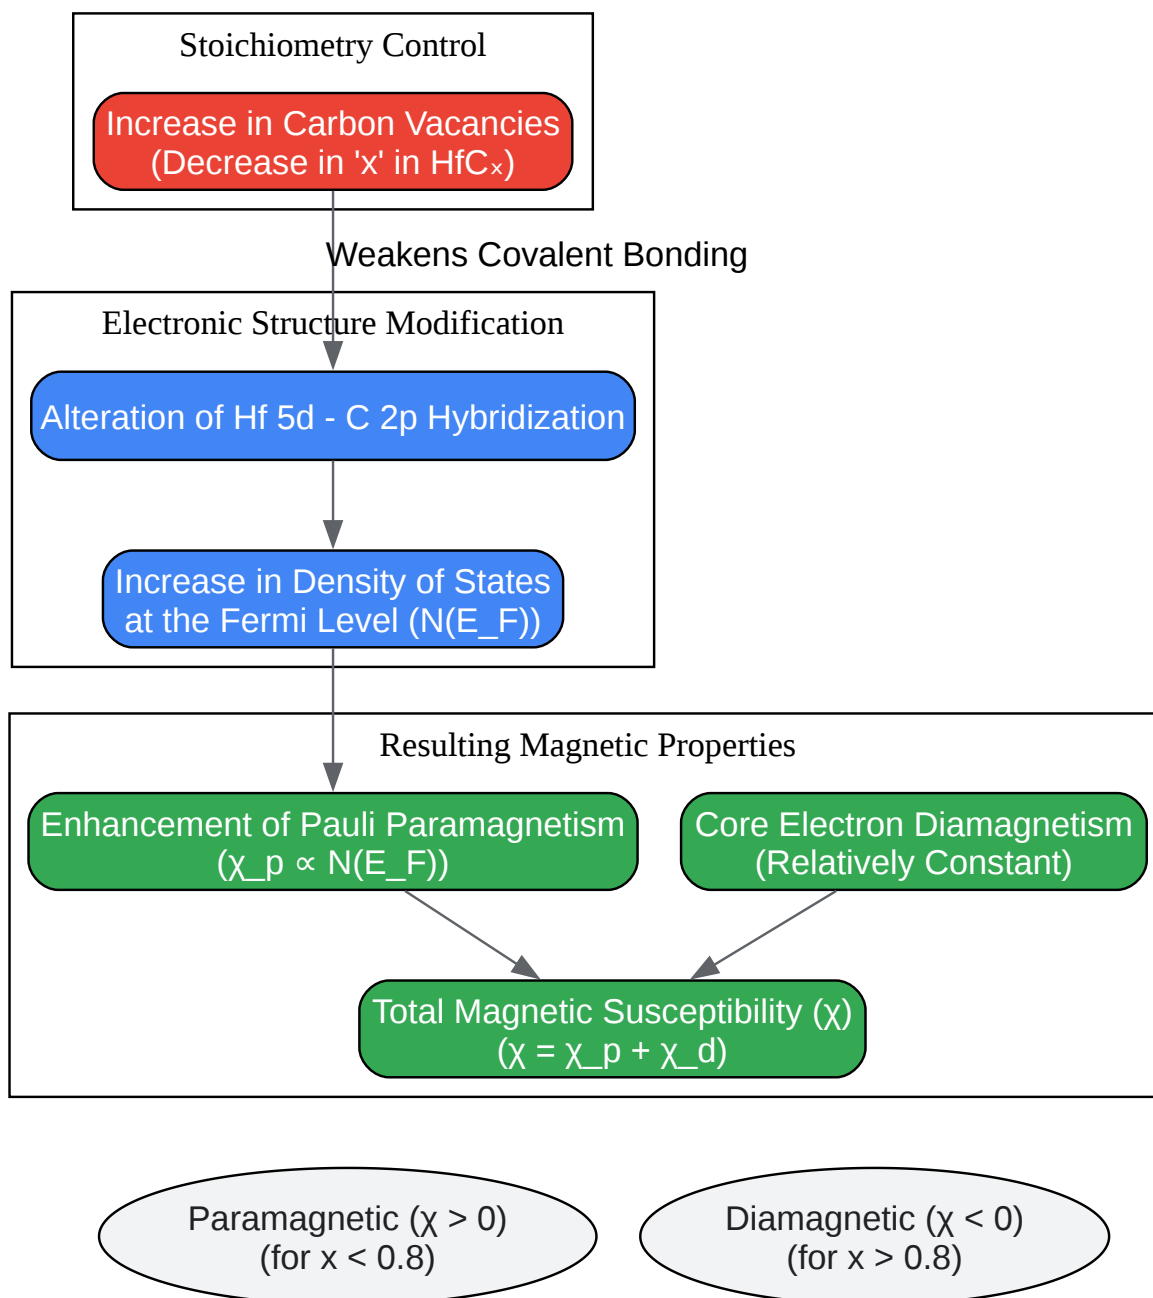 Stoichiometry Control
Increase in Carbon Vacancies
(Decrease in 'x' in HfCₓ)
Weakens Covalent Bonding
Electronic Structure Modification
Alteration of Hf 5d - C 2p Hybridization
Increase in Density of States
at the Fermi Level (N(E_F))
Resulting Magnetic Properties
Enhancement of Pauli Paramagnetism
(χ_p ∝ N(E_F))
Core Electron Diamagnetism
(Relatively Constant)
Total Magnetic Susceptibility (χ)
(χ = χ_p + χ_d)
Paramagnetic (χ > 0)
(for x < 0.8)
Diamagnetic (χ < 0)
(for x > 0.8)